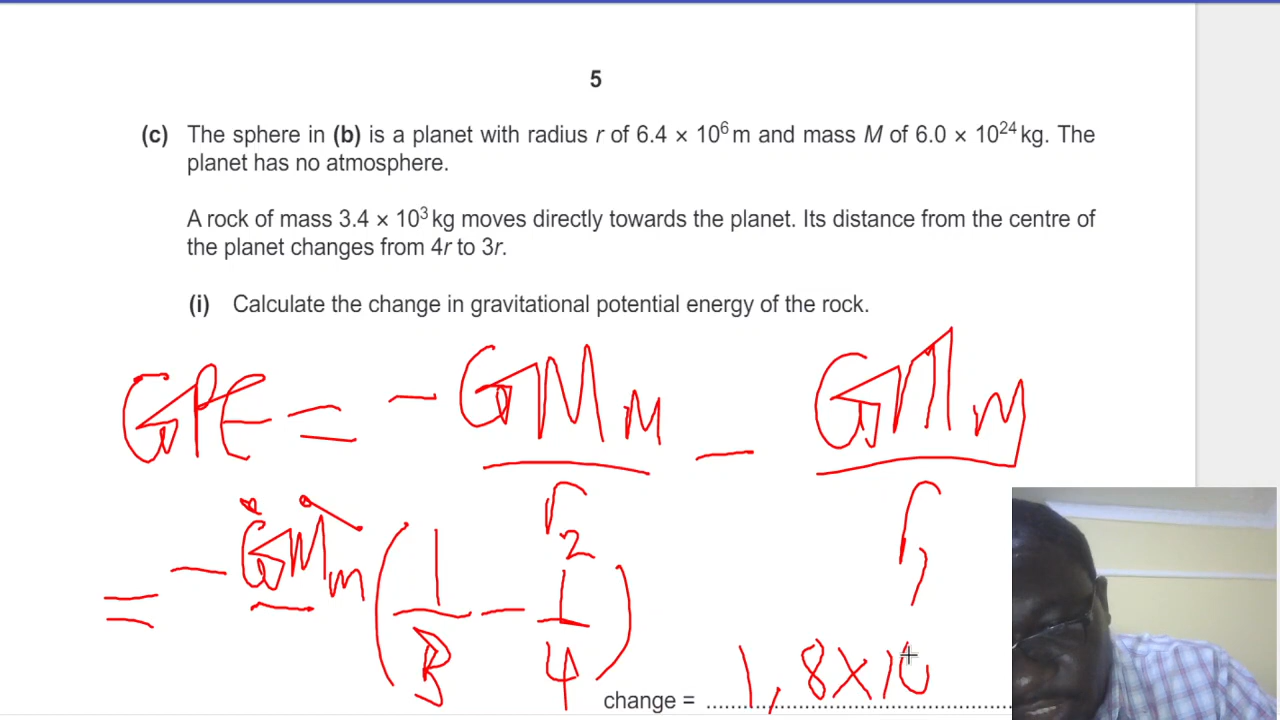 5
(c) The sphere in (b) is a planet with radius r of 6.4 × 10⁶ m and mass M of 6.0 × 10²⁴ kg. The
planet has no atmosphere.
A rock of mass 3.4 × 10³ kg moves directly towards the planet. Its distance from the centre of
the planet changes from 4r to 3r.
(i) Calculate the change in gravitational potential energy of the rock.
GPE = - GMm/r₂ - GMm/r₁
= - GMm (1/3 - 1/4)
change = 1,8×10